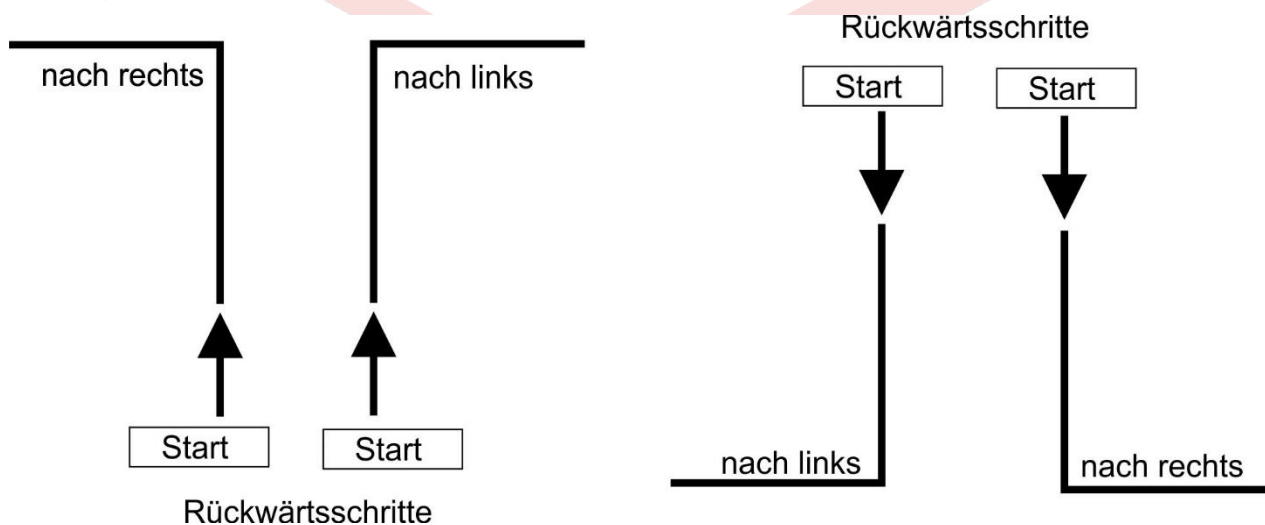 nach rechts
nach links
Start
Start
Rückwärtsschritte
Rückwärtsschritte
Start
Start
nach links
nach rechts